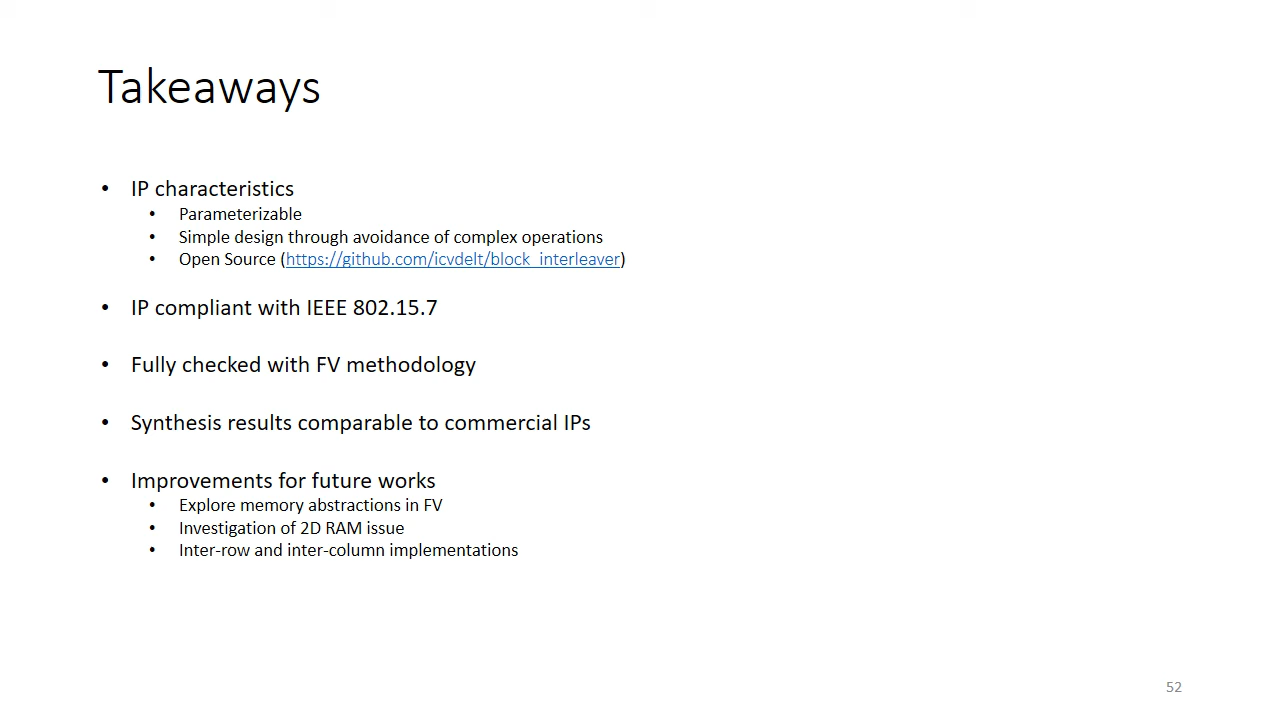 Takeaways
• IP characteristics
• Parameterizable
• Simple design through avoidance of complex operations
• Open Source (https://github.com/icvdelt/block_interleaver)
• IP compliant with IEEE 802.15.7
• Fully checked with FV methodology
• Synthesis results comparable to commercial IPs
• Improvements for future works
• Explore memory abstractions in FV
• Investigation of 2D RAM issue
• Inter-row and inter-column implementations
52